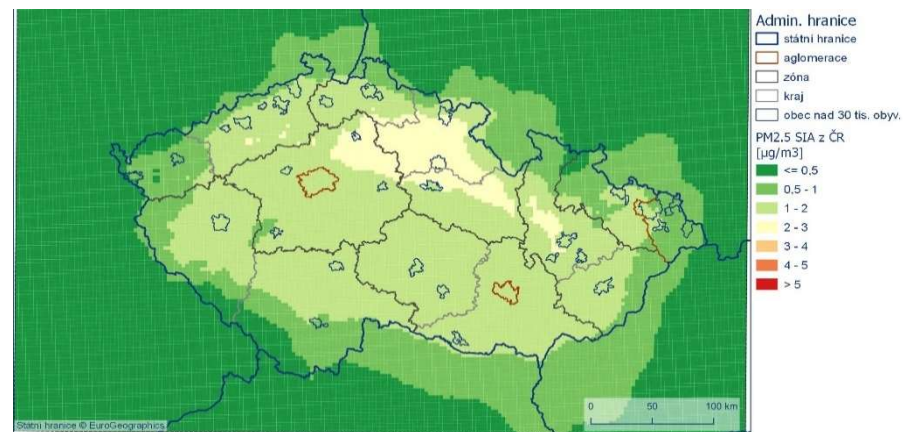 Admin. hranice
státní hranice
aglomerace
zóna
kraj
obec nad 30 tis. obyv.
PM2.5 SIA z ČR
[µg/m3]
<= 0,5
0,5 - 1
1 - 2
2 - 3
3 - 4
4 - 5
> 5
0 50 100 km
Státní hranice © EuroGeographics